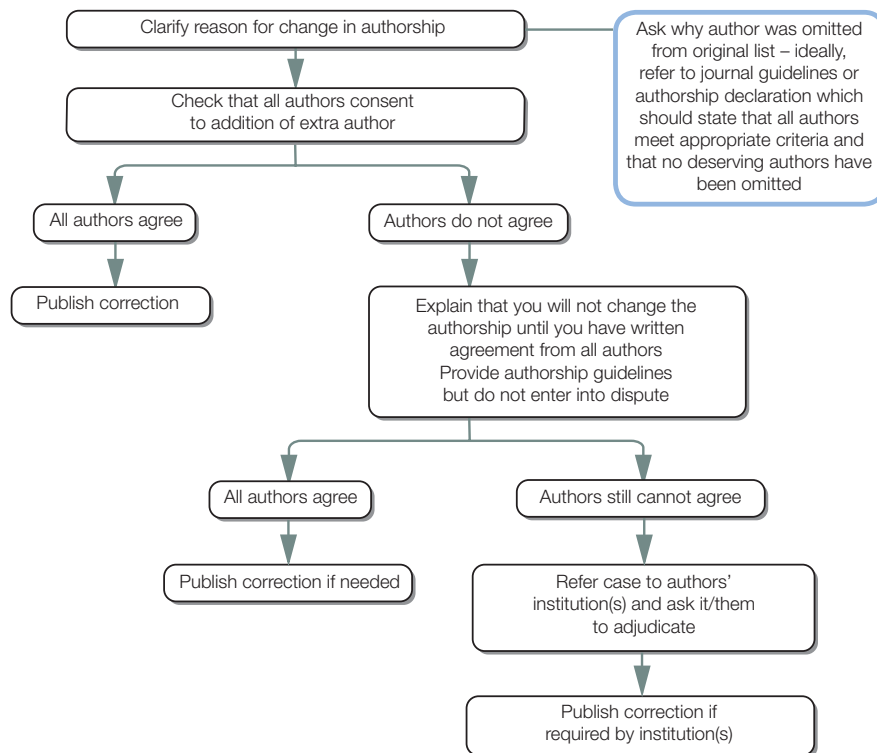 Clarify reason for change in authorship
Ask why author was omitted
from original list – ideally,
refer to journal guidelines or
authorship declaration which
should state that all authors
meet appropriate criteria and
that no deserving authors have
been omitted
Check that all authors consent
to addition of extra author
All authors agree
Authors do not agree
Publish correction
Explain that you will not change the
authorship until you have written
agreement from all authors
Provide authorship guidelines
but do not enter into dispute
All authors agree
Authors still cannot agree
Publish correction if needed
Refer case to authors’
institution(s) and ask it/them
to adjudicate
Publish correction if
required by institution(s)